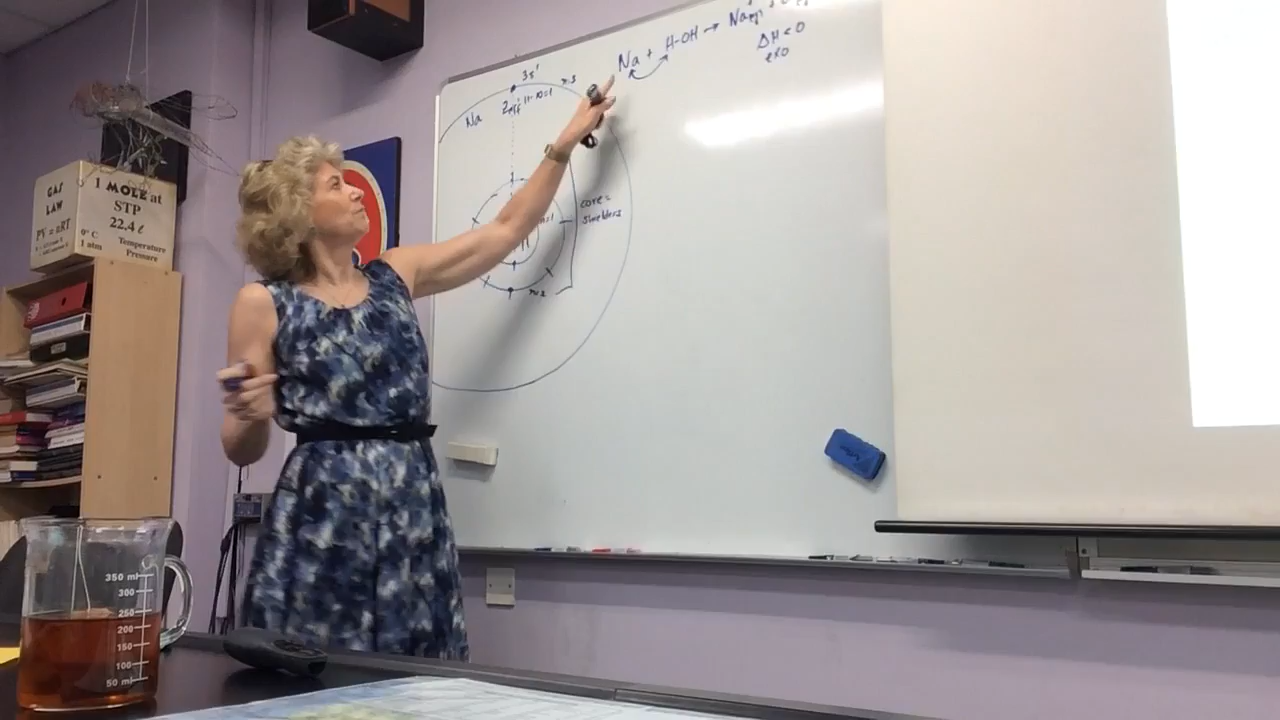 Na + H-OH → Na
ΔH < 0
exo
3s¹
n=3
Na
Zeff 11-10=1
core=
shielders
n=1
n=2
GAS
LAW
PV = nRT
1 MOLE at
STP
22.4 ℓ
0°C
1 atm
Temperature
Pressure
350 ml
300
250
200
150
100
50 ml